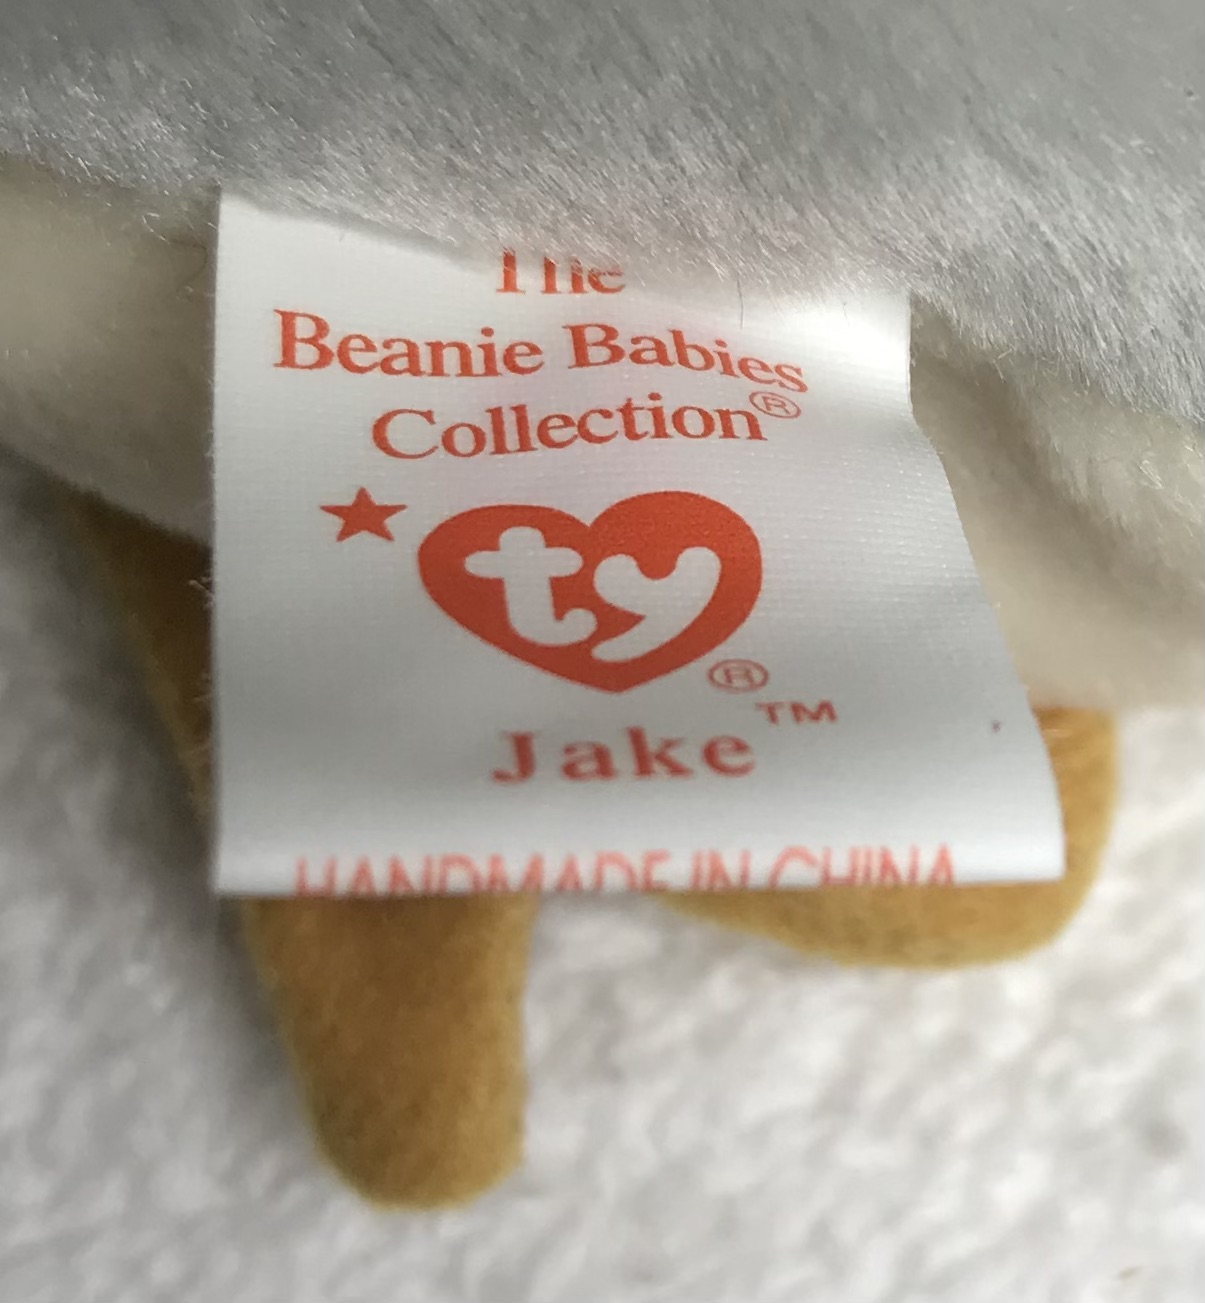 The
Beanie Babies
Collection®
★ ty®
Jake™
HANDMADE IN CHINA